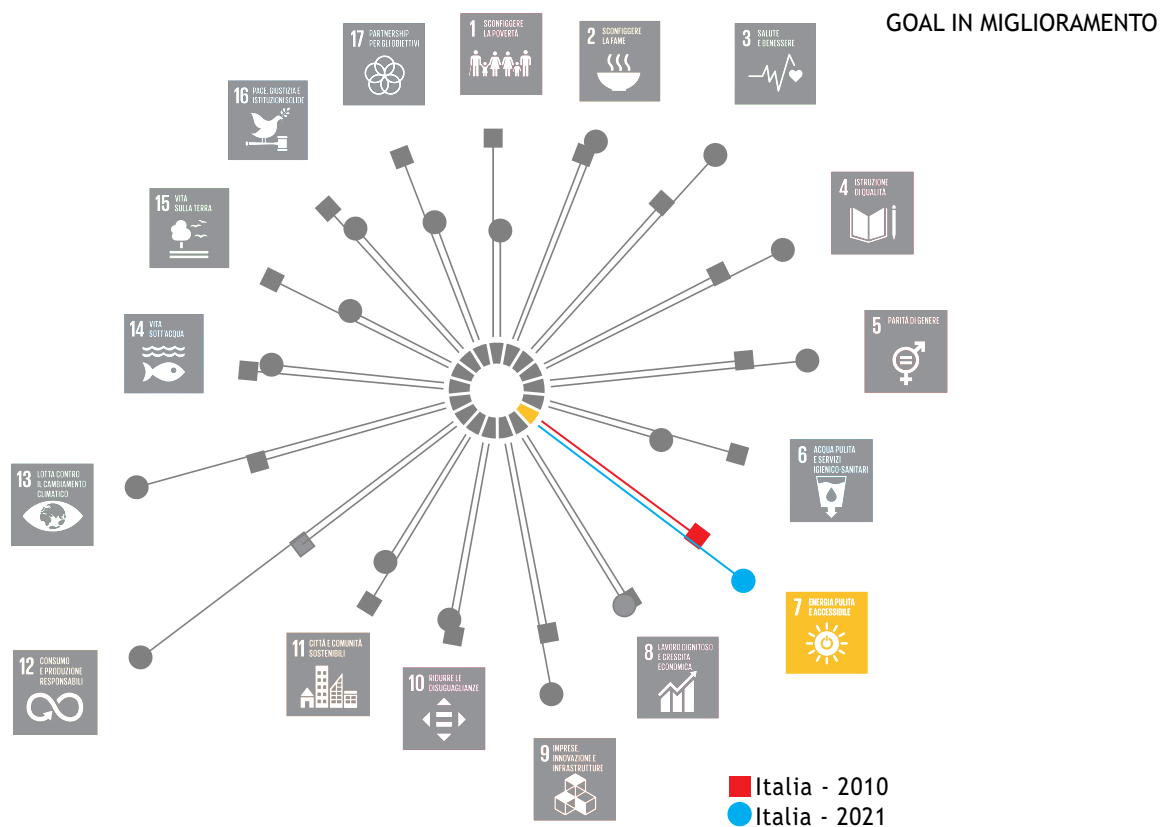 GOAL IN MIGLIORAMENTO
17 PARTNERSHIP
PER GLI OBIETTIVI
1 SCONFIGGERE
LA POVERTÀ
2 SCONFIGGERE
LA FAME
3 SALUTE
E BENESSERE
16 PACE, GIUSTIZIA E
ISTITUZIONI SOLIDE
4 ISTRUZIONE
DI QUALITÀ
15 VITA
SULLA TERRA
5 PARITÀ DI GENERE
14 VITA
SOTT'ACQUA
6 ACQUA PULITA
E SERVIZI
IGIENICO-SANITARI
13 LOTTA CONTRO
IL CAMBIAMENTO
CLIMATICO
7 ENERGIA PULITA
E ACCESSIBILE
12 CONSUMO
E PRODUZIONE
RESPONSABILI
11 CITTÀ E COMUNITÀ
SOSTENIBILI
8 LAVORO DIGNITOSO
E CRESCITA
ECONOMICA
10 RIDURRE LE
DISUGUAGLIANZE
9 IMPRESE,
INNOVAZIONE E
INFRASTRUTTURE
Italia - 2010
Italia - 2021